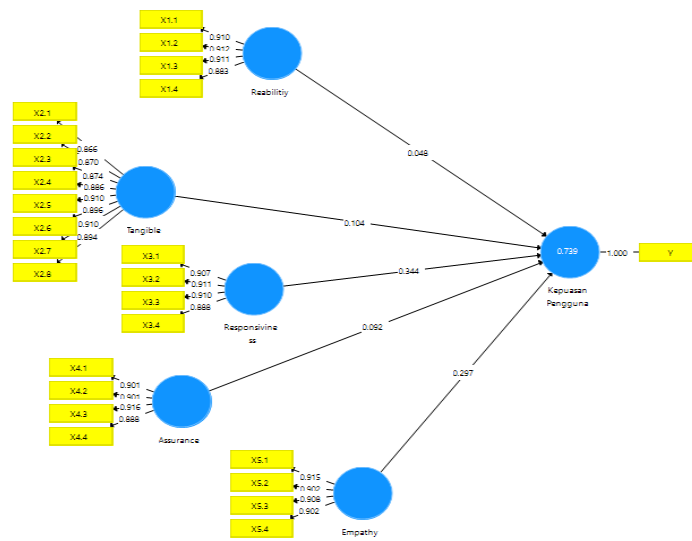 X1.1
X1.2
X1.3
X1.4
0.910
0.912
0.911
0.883
Reabilitiy
0.048
X2.1
X2.2
X2.3
X2.4
X2.5
X2.6
X2.7
X2.8
0.866
0.870
0.874
0.886
0.910
0.896
0.910
0.894
Tangible
0.104
X3.1
X3.2
X3.3
X3.4
0.907
0.911
0.910
0.888
Responsivine
ss
0.344
0.739
Kepuasan
Pengguna
1.000
Y
X4.1
X4.2
X4.3
X4.4
0.901
0.901
0.916
0.888
Assurance
0.092
X5.1
X5.2
X5.3
X5.4
0.915
0.902
0.908
0.902
Empathy
0.297